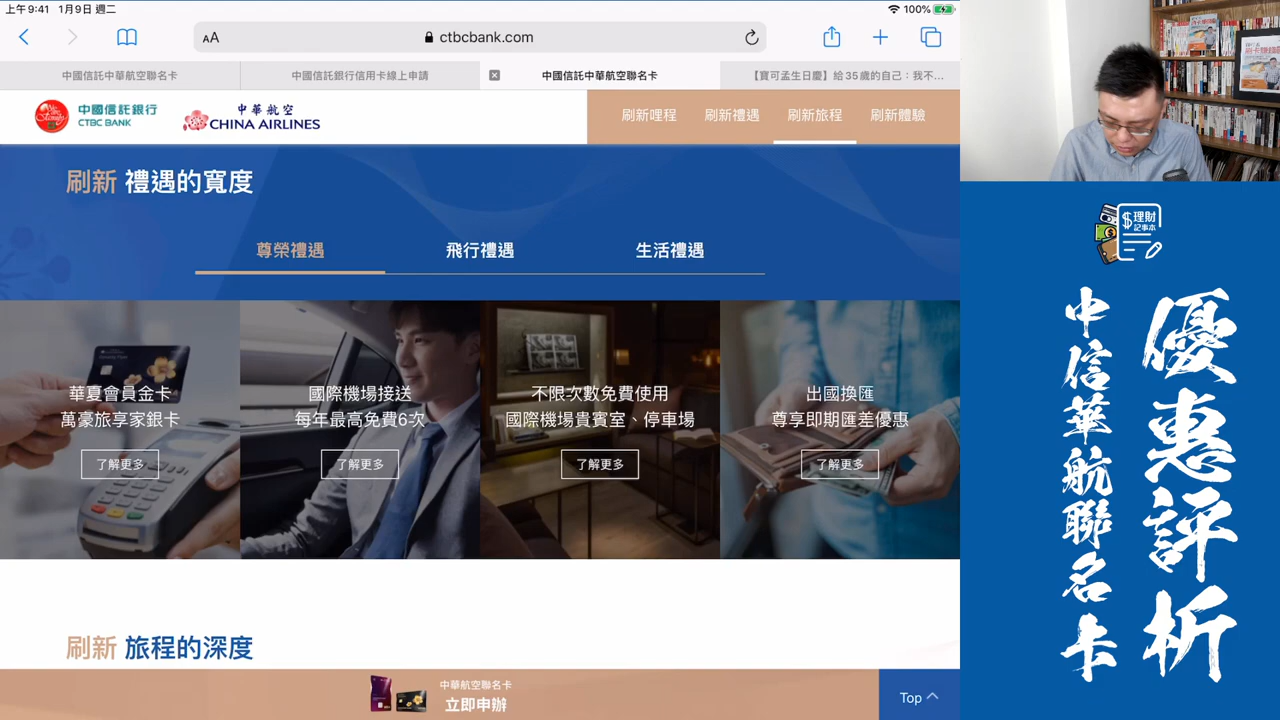 上午9:41 1月9日 週二
100%
AA
ctbcbank.com
中國信託中華航空聯名卡
中國信託銀行信用卡線上申請
中國信託中華航空聯名卡
【寶可孟生日慶】給35歲的自己：我不...
中國信託銀行
CTBC BANK
中華航空
CHINA AIRLINES
刷新哩程
刷新禮遇
刷新旅程
刷新體驗
刷新 禮遇的寬度
尊榮禮遇
飛行禮遇
生活禮遇
華夏會員金卡
萬豪旅享家銀卡
了解更多
國際機場接送
每年最高免費6次
了解更多
不限次數免費使用
國際機場貴賓室、停車場
了解更多
出國換匯
尊享即期匯差優惠
了解更多
刷新 旅程的深度
中華航空聯名卡
立即申辦
Top
$理財
記事本
優惠評析
中信華航聯名卡